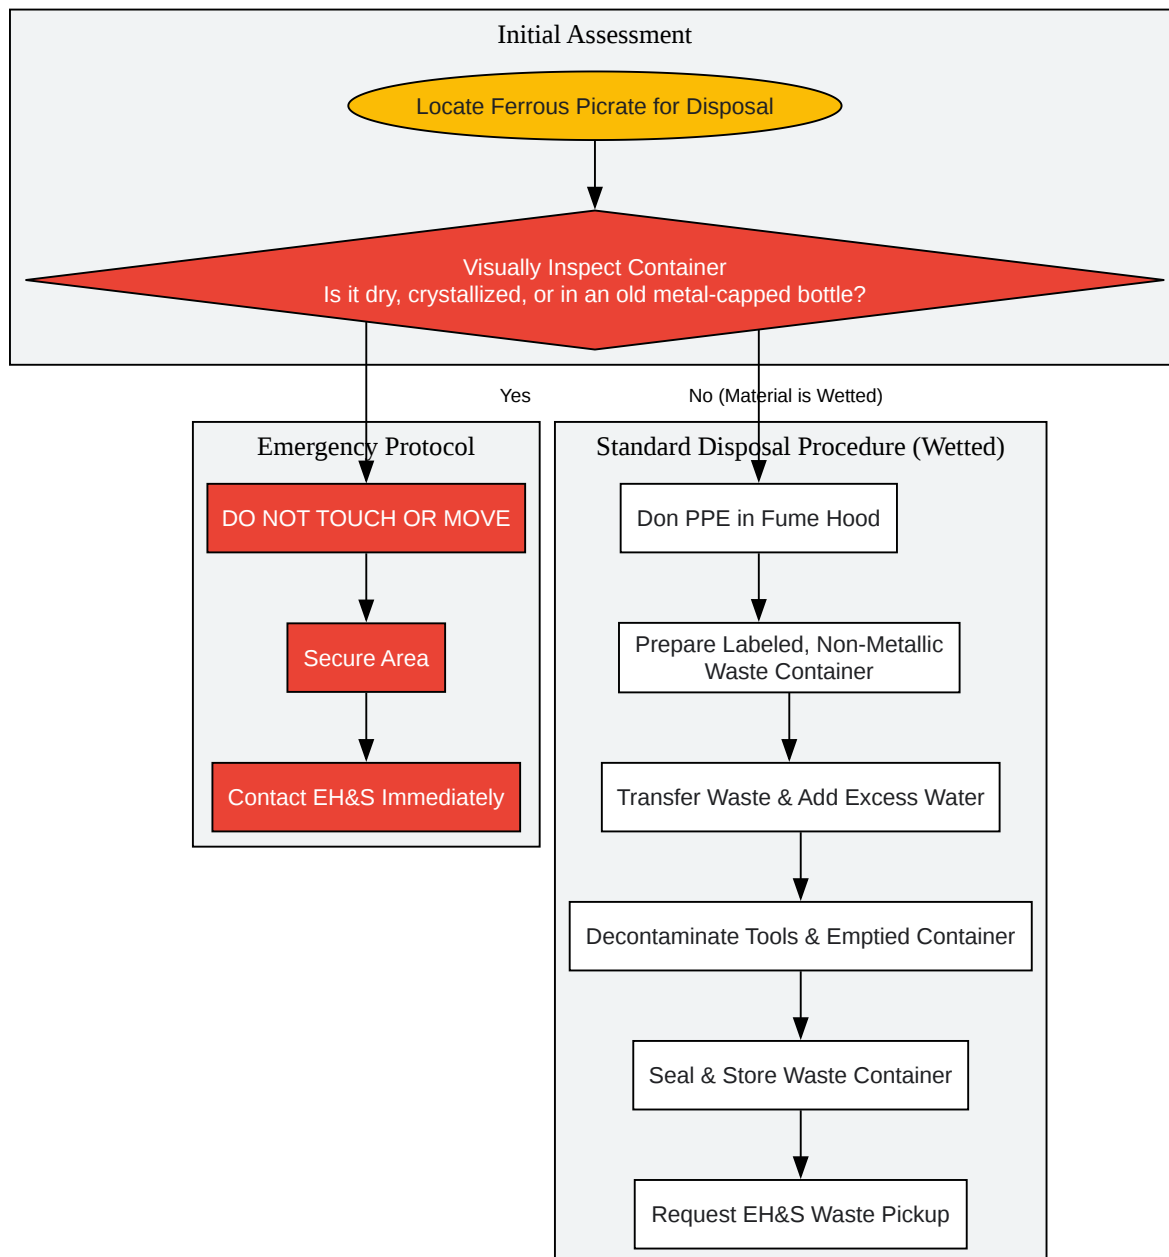 Initial Assessment
Locate Ferrous Picrate for Disposal
Visually Inspect Container
Is it dry, crystallized, or in an old metal-capped bottle?
Yes
No (Material is Wetted)
Emergency Protocol
DO NOT TOUCH OR MOVE
Secure Area
Contact EH&S Immediately
Standard Disposal Procedure (Wetted)
Don PPE in Fume Hood
Prepare Labeled, Non-Metallic
Waste Container
Transfer Waste & Add Excess Water
Decontaminate Tools & Emptied Container
Seal & Store Waste Container
Request EH&S Waste Pickup